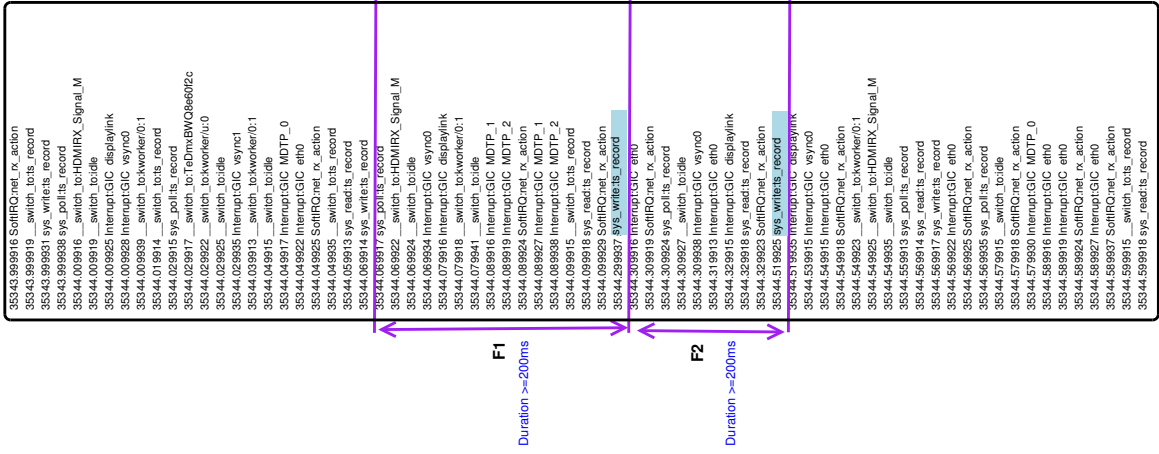 35343.999916 SoftIRQ:net_rx_action
35343.999919 __switch_to:ts_record
35343.999931 sys_write:ts_record
35343.999938 sys_poll:ts_record
35344.009916 __switch_to:HDMIRX_Signal_M
35344.009919 __switch_to:idle
35344.009925 Interrupt:GIC displaylink
35344.009928 Interrupt:GIC vsync0
35344.009939 __switch_to:kworker/0:1
35344.019914 __switch_to:ts_record
35344.029915 sys_poll:ts_record
35344.029917 __switch_to:TeDmxBWQ8e60f2c
35344.029922 __switch_to:kworker/u:0
35344.029925 __switch_to:idle
35344.029935 Interrupt:GIC vsync1
35344.039913 __switch_to:kworker/0:1
35344.049915 __switch_to:idle
35344.049917 Interrupt:GIC MDTP_0
35344.049922 Interrupt:GIC eth0
35344.049925 SoftIRQ:net_rx_action
35344.049935 __switch_to:ts_record
35344.059913 sys_read:ts_record
35344.069914 sys_write:ts_record
35344.069917 sys_poll:ts_record
35344.069922 __switch_to:HDMIRX_Signal_M
35344.069924 __switch_to:idle
35344.069934 Interrupt:GIC vsync0
35344.079916 Interrupt:GIC displaylink
35344.079918 __switch_to:kworker/0:1
35344.079941 __switch_to:idle
35344.089914 Interrupt:GIC MDTP_1
35344.089919 Interrupt:GIC MDTP_2
35344.089924 SoftIRQ:net_rx_action
35344.089927 Interrupt:GIC MDTP_1
35344.089938 Interrupt:GIC MDTP_2
35344.099915 __switch_to:ts_record
35344.099918 sys_read:ts_record
35344.099929 SoftIRQ:net_rx_action
35344.299937 sys_write:ts_record
35344.309916 Interrupt:GIC eth0
35344.309919 SoftIRQ:net_rx_action
35344.309924 sys_poll:ts_record
35344.309927 __switch_to:idle
35344.309938 Interrupt:GIC vsync0
35344.319913 Interrupt:GIC eth0
35344.329915 Interrupt:GIC displaylink
35344.329918 sys_read:ts_record
35344.329923 SoftIRQ:net_rx_action
35344.519925 sys_write:ts_record
35344.519935 Interrupt:GIC displaylink
35344.539915 Interrupt:GIC vsync0
35344.549915 Interrupt:GIC eth0
35344.549918 SoftIRQ:net_rx_action
35344.549923 __switch_to:kworker/0:1
35344.549925 __switch_to:HDMIRX_Signal_M
35344.549935 __switch_to:idle
35344.559913 sys_poll:ts_record
35344.569914 sys_read:ts_record
35344.569917 sys_write:ts_record
35344.569922 Interrupt:GIC eth0
35344.569924 SoftIRQ:net_rx_action
35344.569935 sys_poll:ts_record
35344.579915 __switch_to:idle
35344.579918 SoftIRQ:net_rx_action
35344.579930 Interrupt:GIC MDTP_0
35344.589916 Interrupt:GIC eth0
35344.589919 Interrupt:GIC eth0
35344.589924 SoftIRQ:net_rx_action
35344.589926 Interrupt:GIC eth0
35344.589937 SoftIRQ:net_rx_action
35344.599915 __switch_to:ts_record
35344.599918 sys_read:ts_record
F1
Duration >=200ms
F2
Duration >=200ms